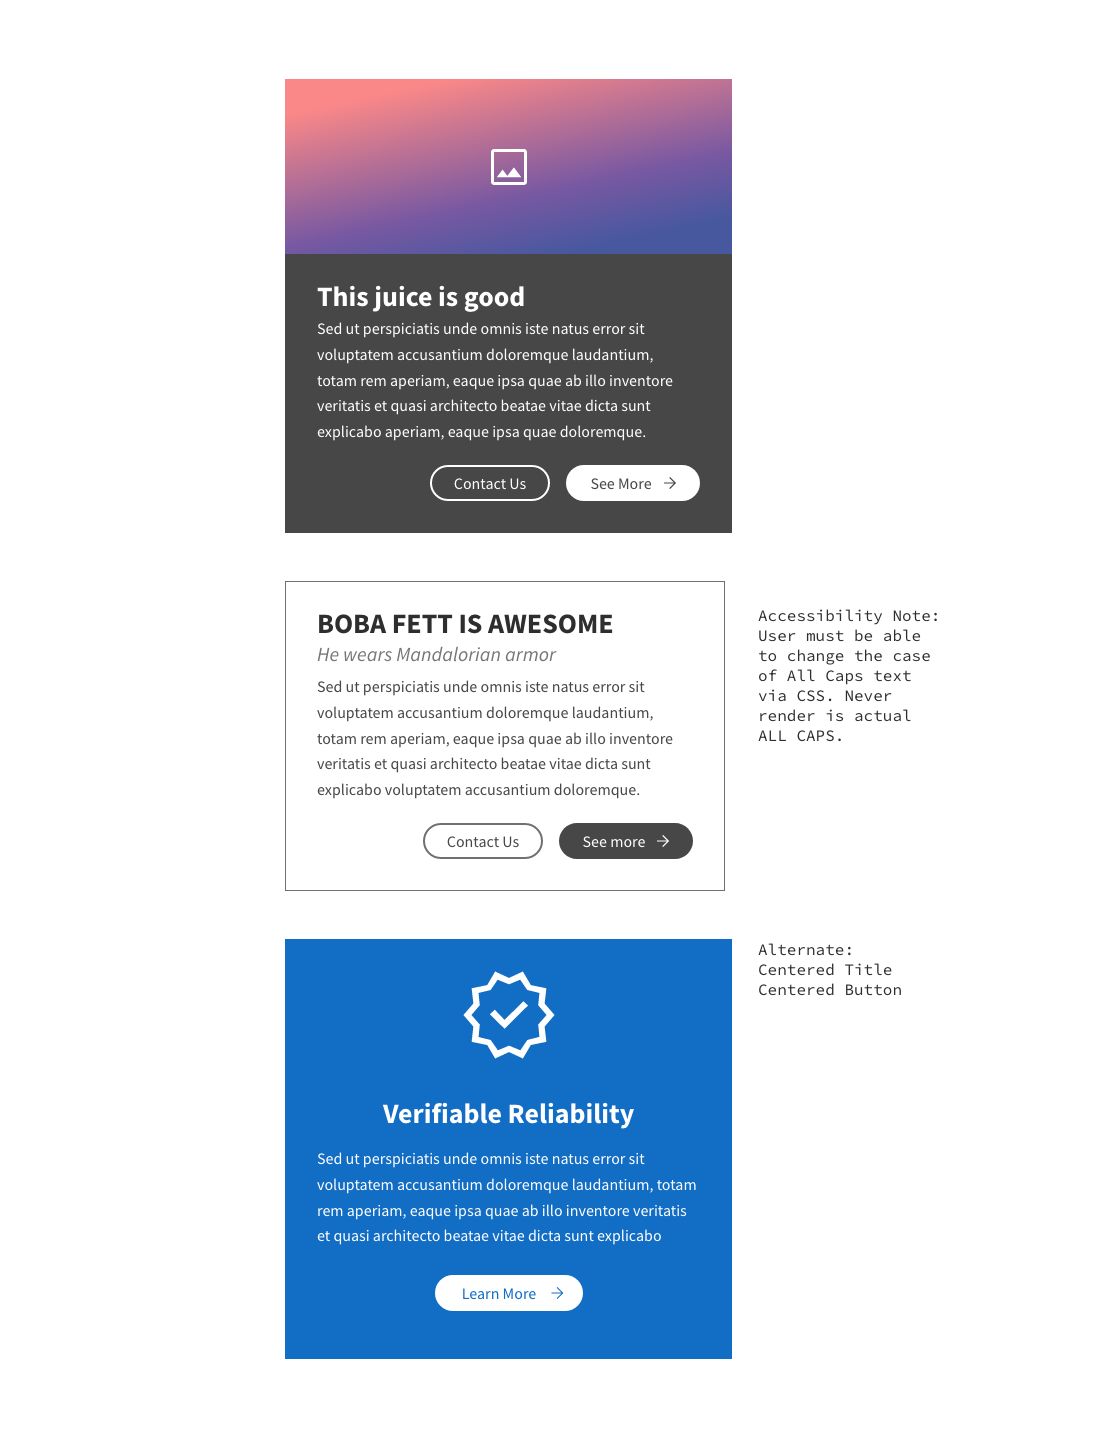 This juice is good
Sed ut perspiciatis unde omnis iste natus error sit
voluptatem accusantium doloremque laudantium,
totam rem aperiam, eaque ipsa quae ab illo inventore
veritatis et quasi architecto beatae vitae dicta sunt
explicabo aperiam, eaque ipsa quae doloremque.
Contact Us
See More
BOBA FETT IS AWESOME
He wears Mandalorian armor
Sed ut perspiciatis unde omnis iste natus error sit
voluptatem accusantium doloremque laudantium,
totam rem aperiam, eaque ipsa quae ab illo inventore
veritatis et quasi architecto beatae vitae dicta sunt
explicabo voluptatem accusantium doloremque.
Contact Us
See more
Accessibility Note:
User must be able
to change the case
of All Caps text
via CSS. Never
render is actual
ALL CAPS.
Verifiable Reliability
Sed ut perspiciatis unde omnis iste natus error sit
voluptatem accusantium doloremque laudantium, totam
rem aperiam, eaque ipsa quae ab illo inventore veritatis
et quasi architecto beatae vitae dicta sunt explicabo
Learn More
Alternate:
Centered Title
Centered Button